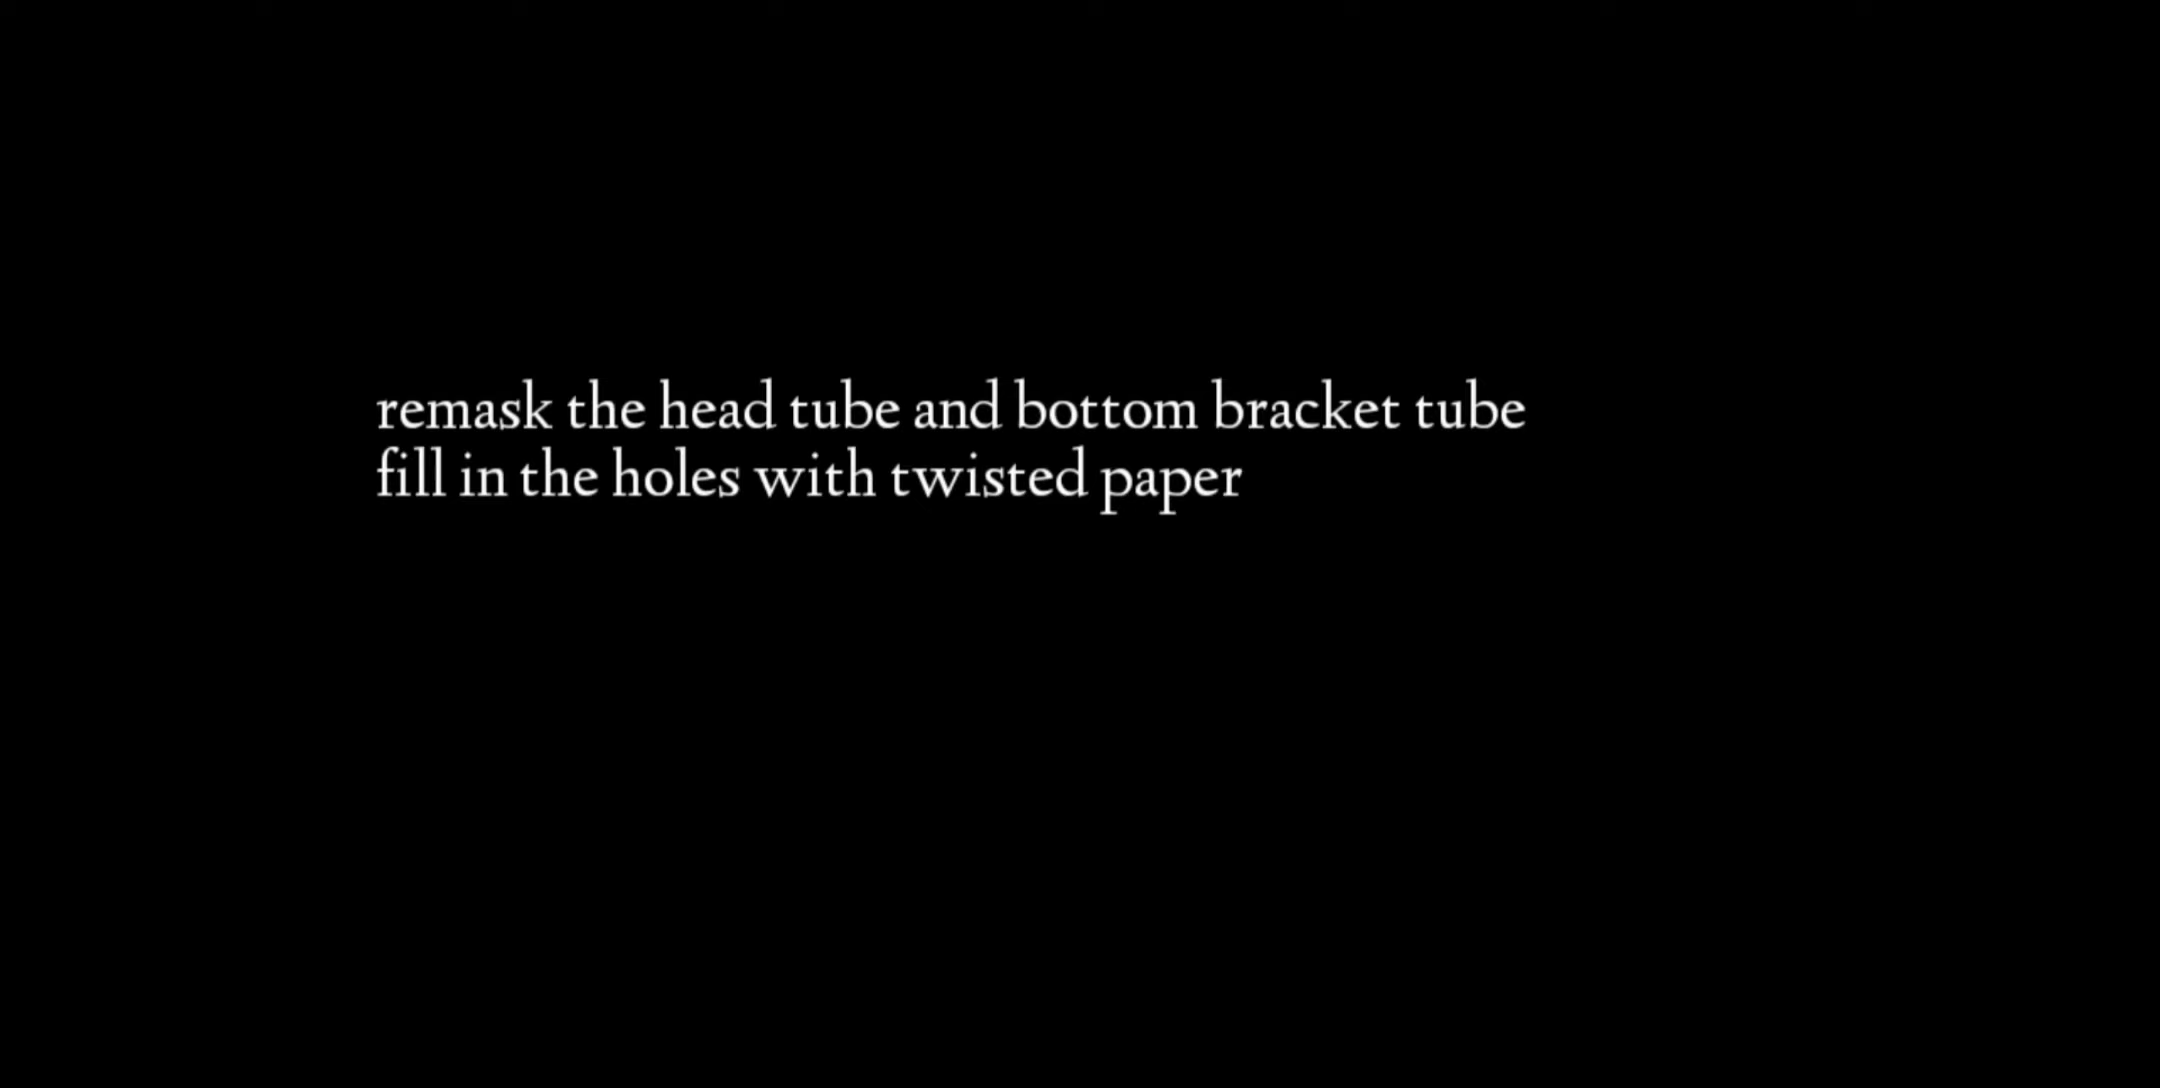 remask the head tube and bottom bracket tube
fill in the holes with twisted paper